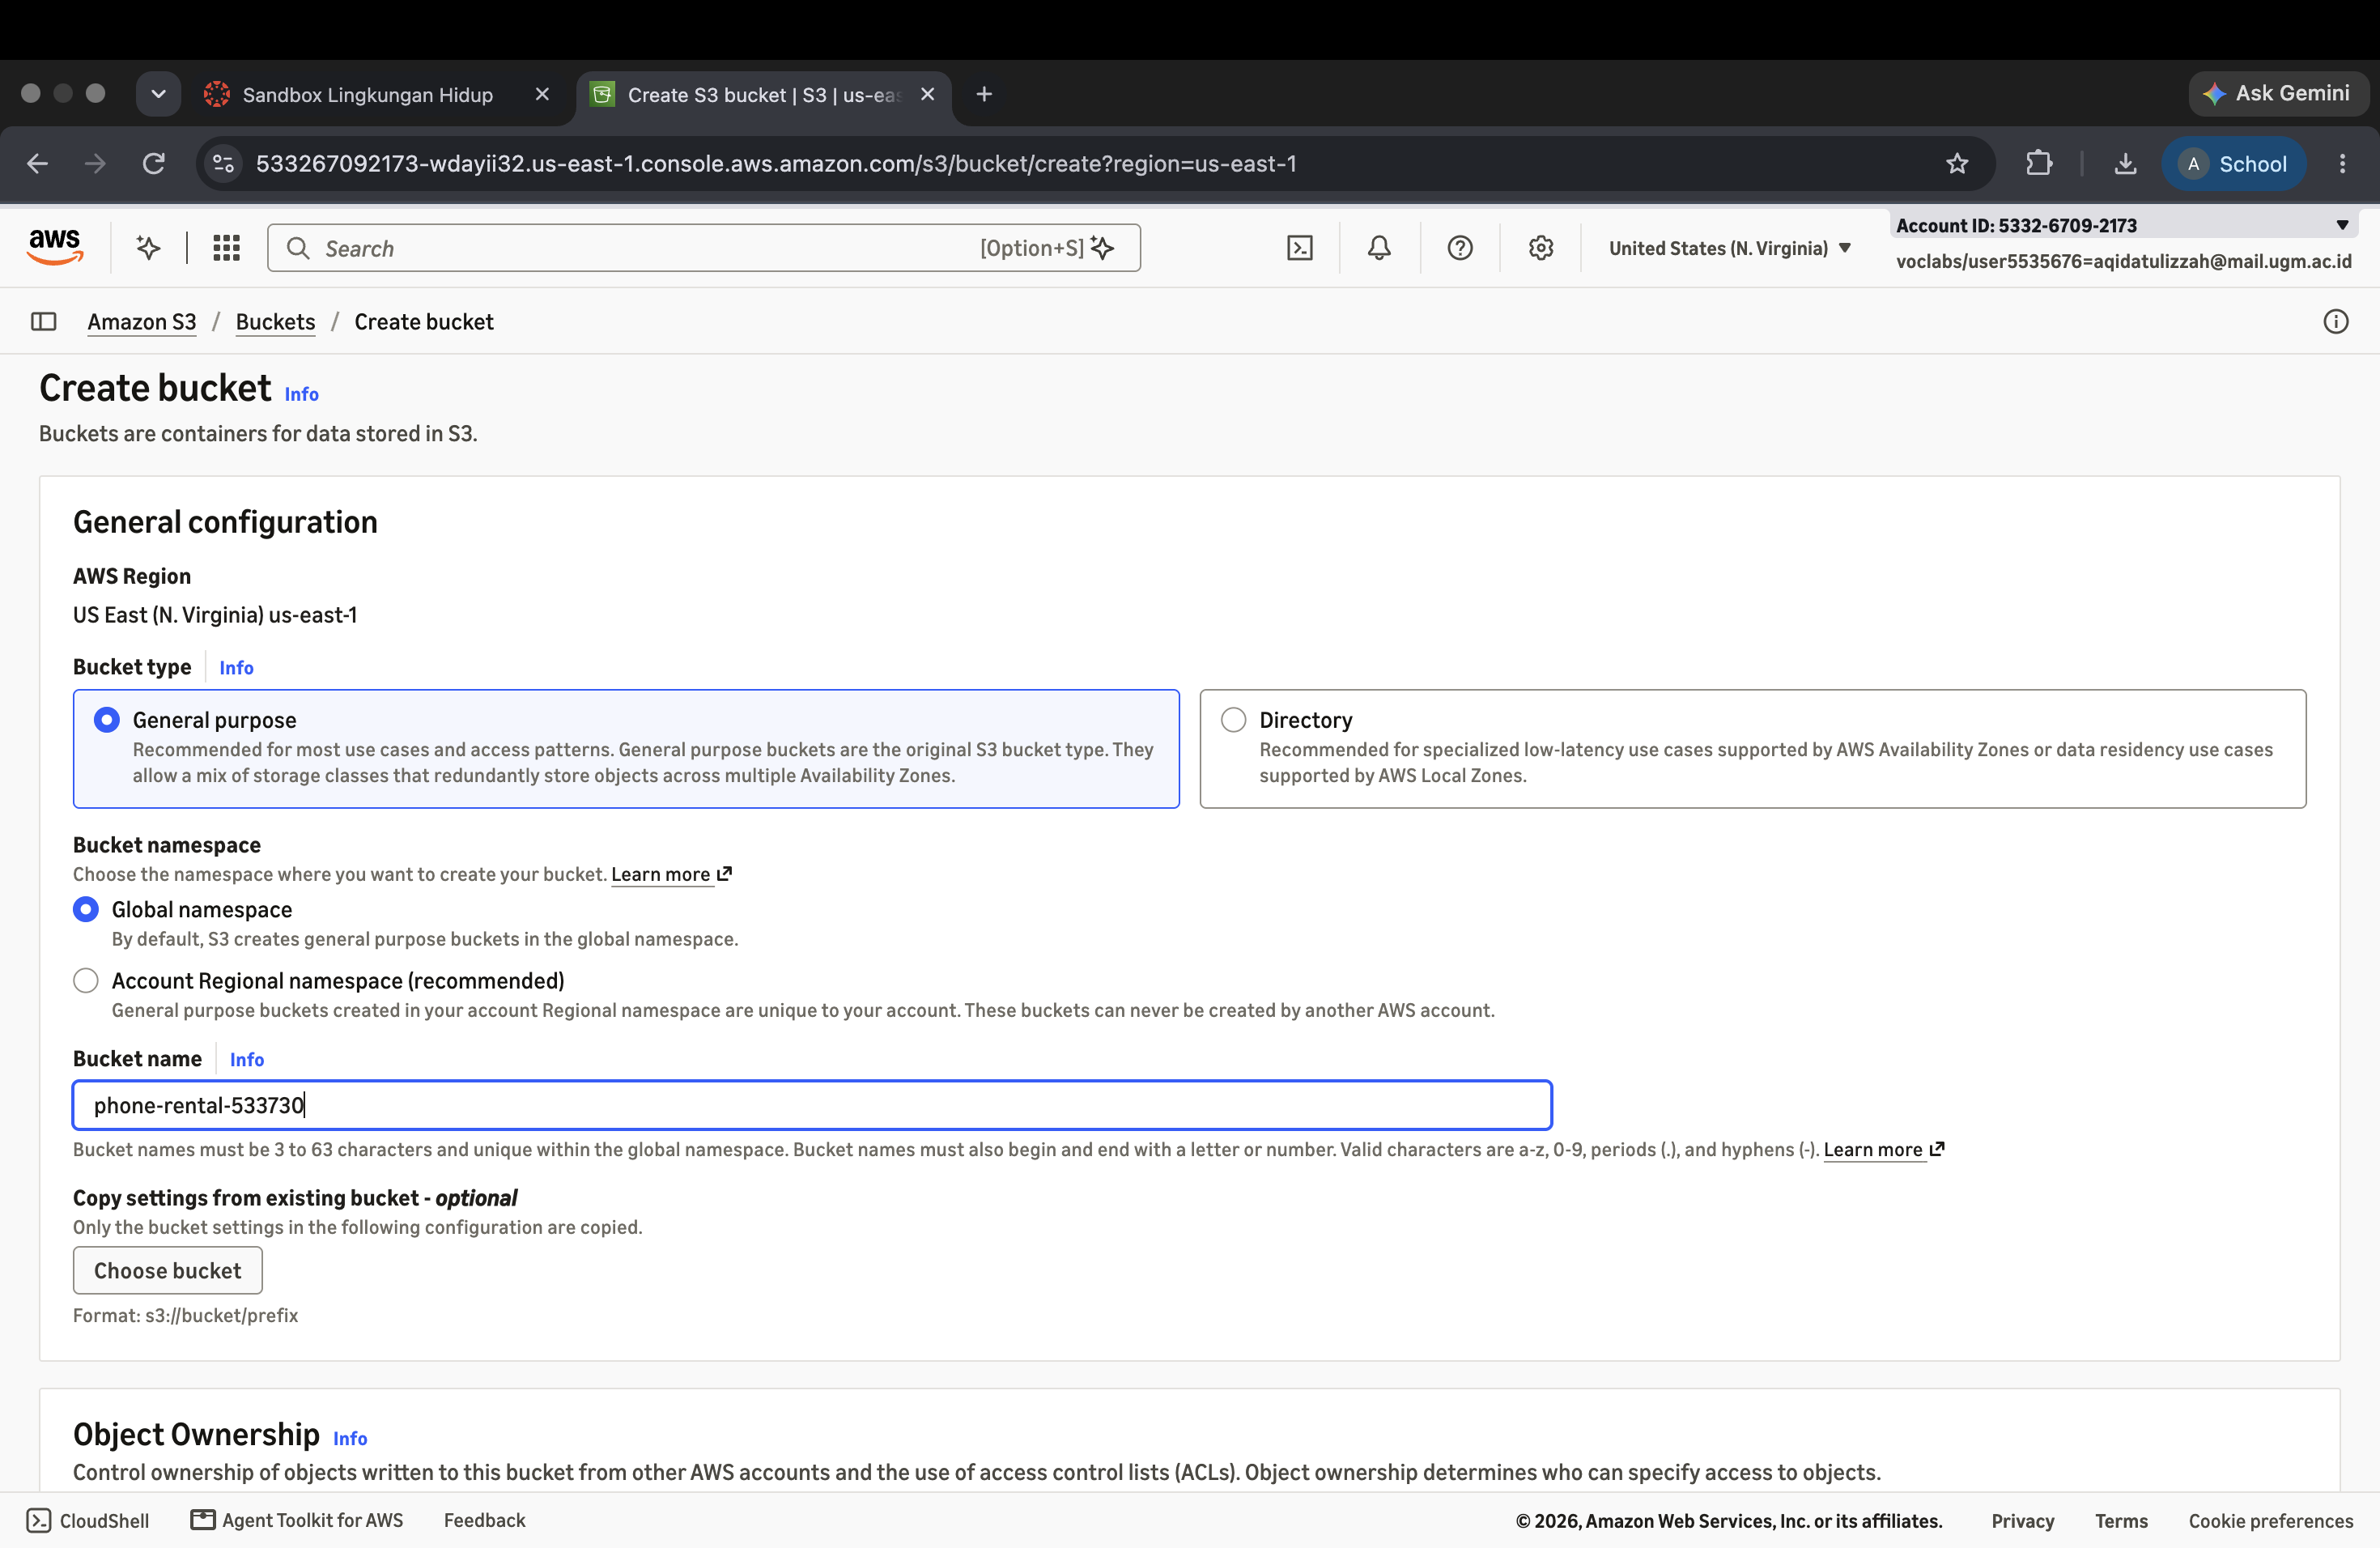 Sandbox Lingkungan Hidup
Create S3 bucket | S3 | us-eas
Ask Gemini
533267092173-wdayii32.us-east-1.console.aws.amazon.com/s3/bucket/create?region=us-east-1
A School
aws
Search [Option+S]
United States (N. Virginia)
Account ID: 5332-6709-2173
voclabs/user5535676=aqidatulizzah@mail.ugm.ac.id
Amazon S3 / Buckets / Create bucket
Create bucket Info
Buckets are containers for data stored in S3.
General configuration
AWS Region
US East (N. Virginia) us-east-1
Bucket type Info
General purpose
Recommended for most use cases and access patterns. General purpose buckets are the original S3 bucket type. They
allow a mix of storage classes that redundantly store objects across multiple Availability Zones.
Directory
Recommended for specialized low-latency use cases supported by AWS Availability Zones or data residency use cases
supported by AWS Local Zones.
Bucket namespace
Choose the namespace where you want to create your bucket. Learn more
Global namespace
By default, S3 creates general purpose buckets in the global namespace.
Account Regional namespace (recommended)
General purpose buckets created in your account Regional namespace are unique to your account. These buckets can never be created by another AWS account.
Bucket name Info
phone-rental-533730
Bucket names must be 3 to 63 characters and unique within the global namespace. Bucket names must also begin and end with a letter or number. Valid characters are a-z, 0-9, periods (.), and hyphens (-). Learn more
Copy settings from existing bucket - optional
Only the bucket settings in the following configuration are copied.
Choose bucket
Format: s3://bucket/prefix
Object Ownership Info
Control ownership of objects written to this bucket from other AWS accounts and the use of access control lists (ACLs). Object ownership determines who can specify access to objects.
CloudShell Agent Toolkit for AWS Feedback
© 2026, Amazon Web Services, Inc. or its affiliates. Privacy Terms Cookie preferences